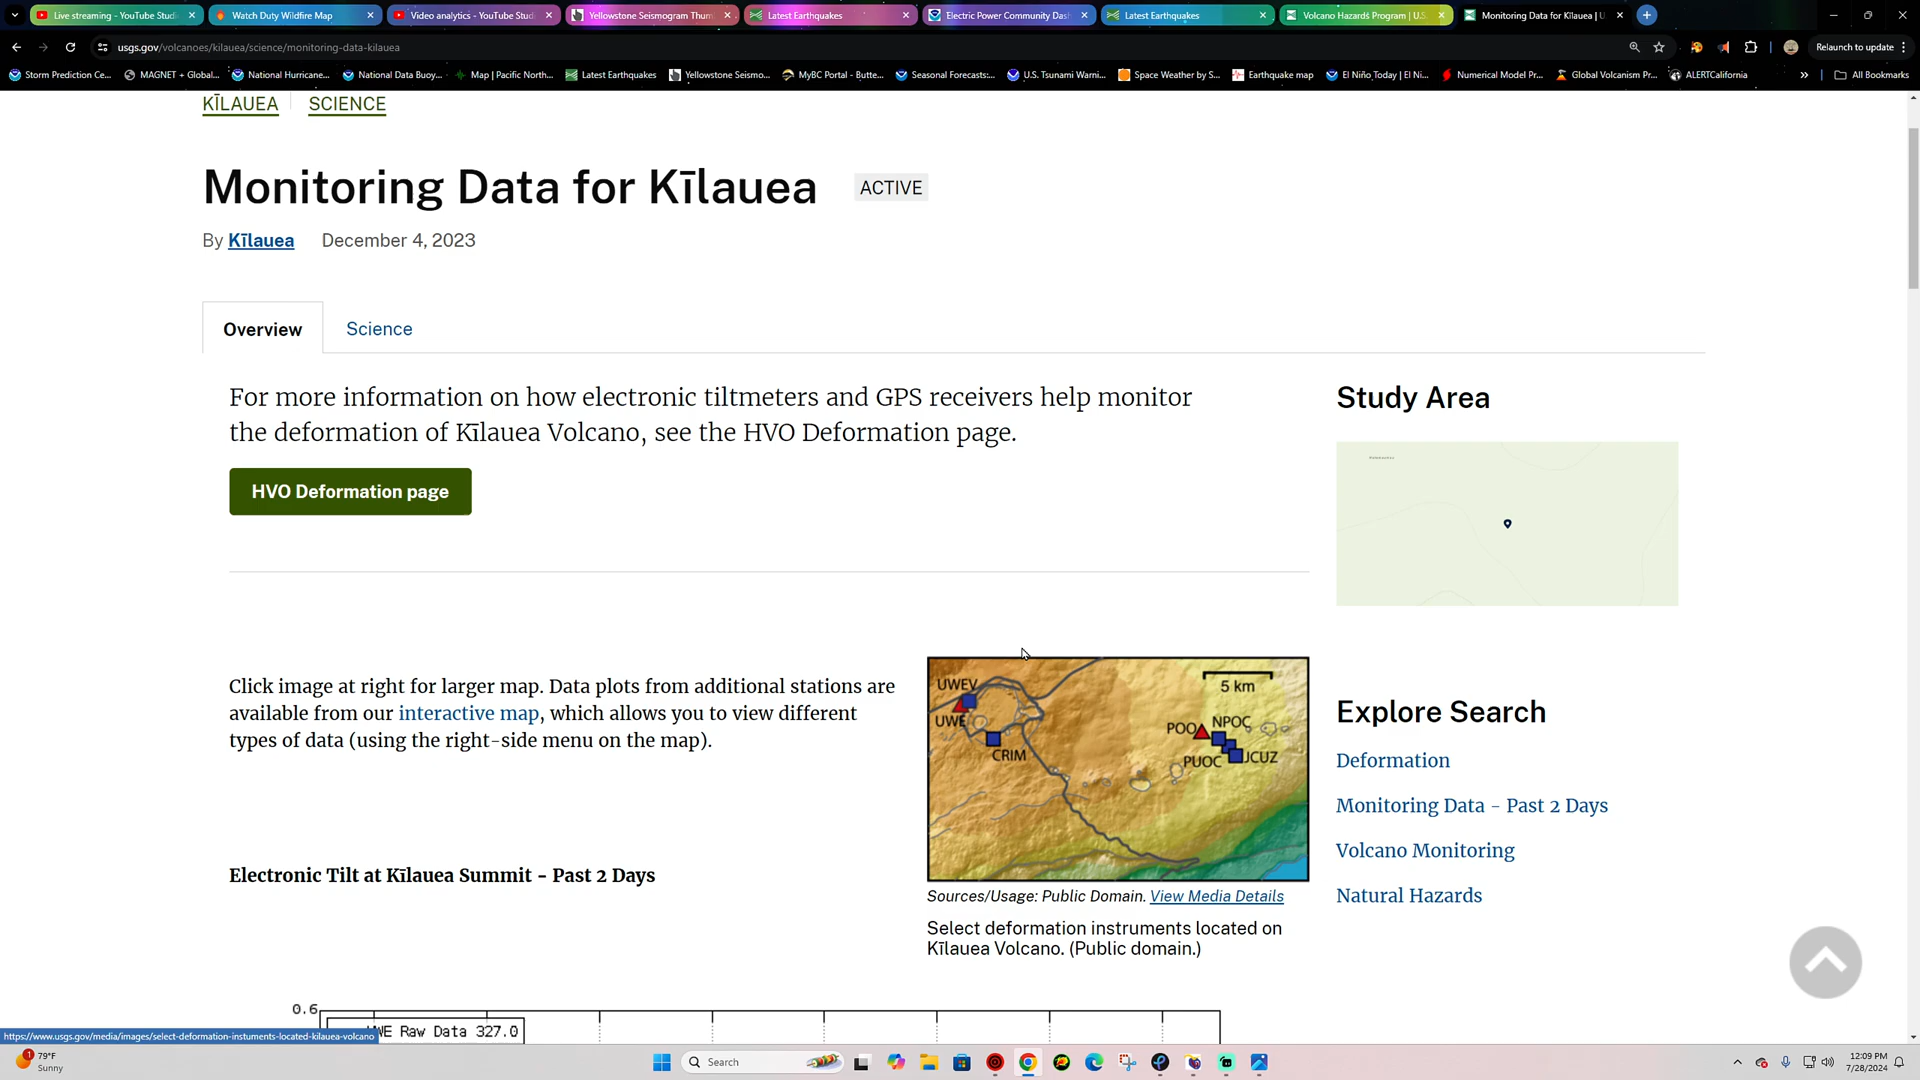 Live streaming - YouTube Studi
Watch Duty Wildfire Map
Video analytics - YouTube Studi
Yellowstone Seismogram Thum
Latest Earthquakes
Electric Power Community Dash
Latest Earthquakes
Volcano Hazards Program | U.S
Monitoring Data for Kīlauea | U
usgs.gov/volcanoes/kilauea/science/monitoring-data-kilauea
Relaunch to update
Storm Prediction Ce...
MAGNET + Global...
National Hurricane...
National Data Buoy...
Map | Pacific North...
Latest Earthquakes
Yellowstone Seismo...
MyBC Portal - Butte...
Seasonal Forecasts:...
U.S. Tsunami Warni...
Space Weather by S...
Earthquake map
El Niño Today | El Ni...
Numerical Model Pr...
Global Volcanism Pr...
ALERTCalifornia
All Bookmarks
KĪLAUEA SCIENCE
Monitoring Data for Kīlauea ACTIVE
By Kīlauea December 4, 2023
Overview Science
For more information on how electronic tiltmeters and GPS receivers help monitor
the deformation of Kīlauea Volcano, see the HVO Deformation page.
HVO Deformation page
Study Area
Click image at right for larger map. Data plots from additional stations are
available from our interactive map, which allows you to view different
types of data (using the right-side menu on the map).
UWEV
UWE
CRIM
5 km
POO
NPOC
PUOC
JCUZ
Sources/Usage: Public Domain. View Media Details
Select deformation instruments located on
Kīlauea Volcano. (Public domain.)
Explore Search
Deformation
Monitoring Data - Past 2 Days
Volcano Monitoring
Natural Hazards
Electronic Tilt at Kīlauea Summit - Past 2 Days
0.6
WE Raw Data 327.0
https://www.usgs.gov/media/images/select-deformation-instuments-located-kilauea-volcano
1
79°F
Sunny
Search
12:09 PM
7/28/2024